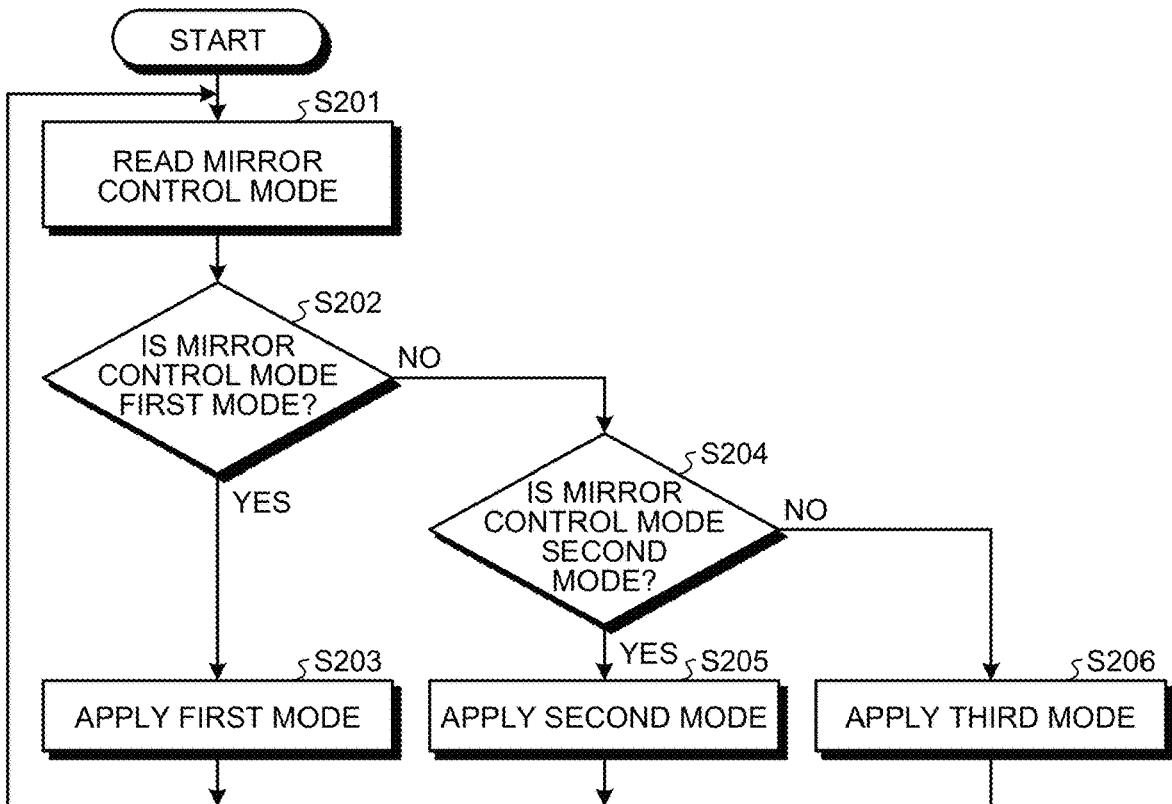 START
S201
READ MIRROR
CONTROL MODE
S202
IS MIRROR
CONTROL MODE
FIRST MODE?
NO
YES
S204
IS MIRROR
CONTROL MODE
SECOND
MODE?
NO
YES
S203
APPLY FIRST MODE
S205
APPLY SECOND MODE
S206
APPLY THIRD MODE